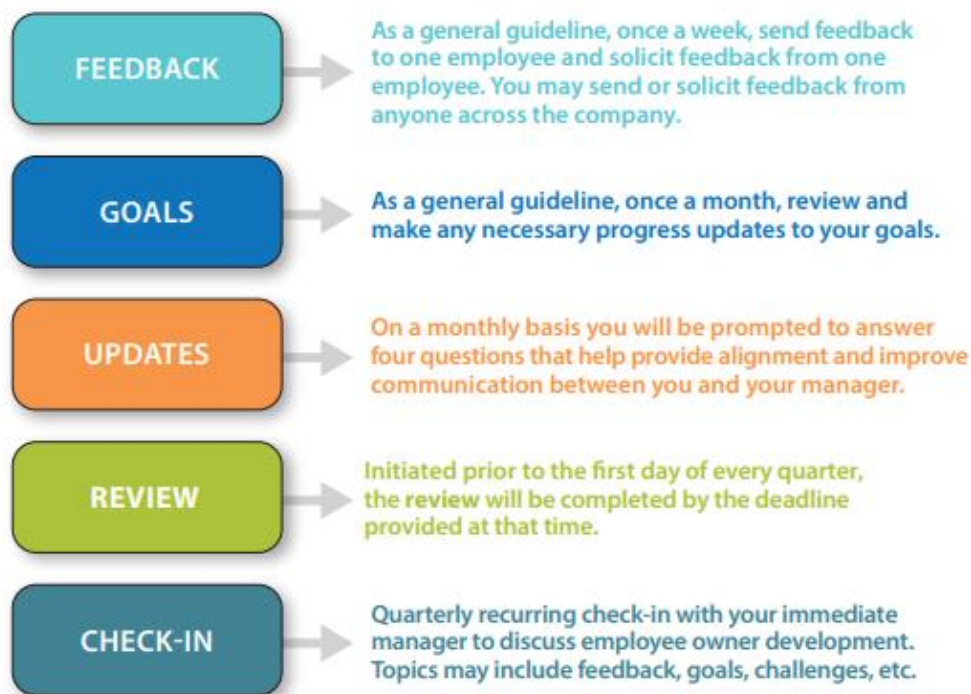 FEEDBACK
As a general guideline, once a week, send feedback
to one employee and solicit feedback from one
employee. You may send or solicit feedback from
anyone across the company.
GOALS
As a general guideline, once a month, review and
make any necessary progress updates to your goals.
UPDATES
On a monthly basis you will be prompted to answer
four questions that help provide alignment and improve
communication between you and your manager.
REVIEW
Initiated prior to the first day of every quarter,
the review will be completed by the deadline
provided at that time.
CHECK-IN
Quarterly recurring check-in with your immediate
manager to discuss employee owner development.
Topics may include feedback, goals, challenges, etc.